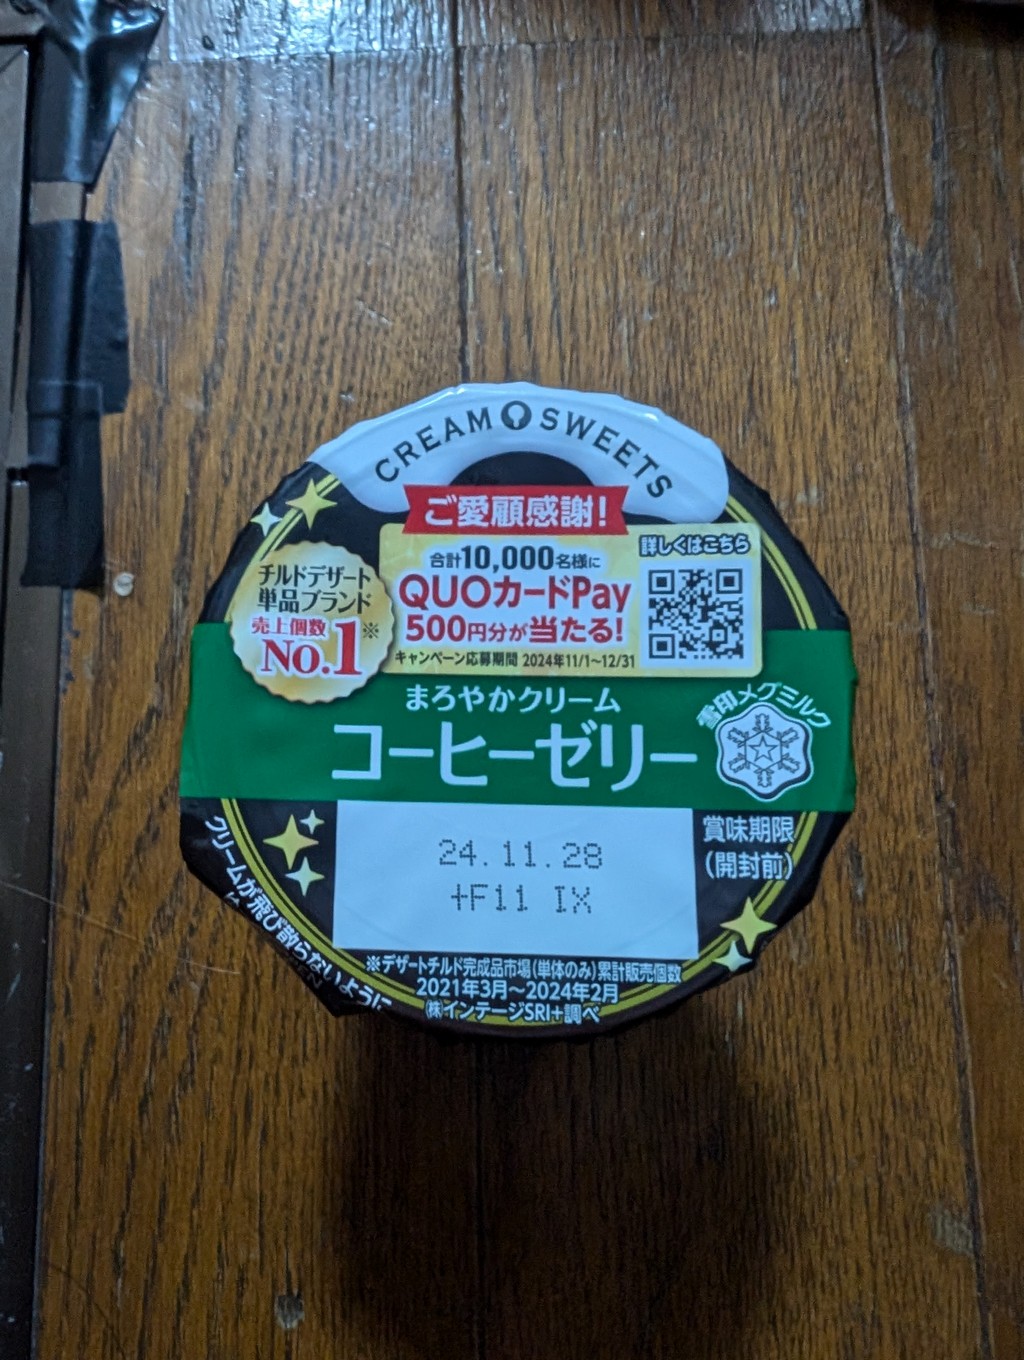 CREAM SWEETS
ご愛顧感謝!
合計10,000名様に
QUOカードPay
500円分が当たる!
キャンペーン応募期間 2024年11/1~12/31
詳しくはこちら
チルドデザート
単品ブランド
売上個数
No.1※
まろやかクリーム
コーヒーゼリー
雪印メグミルク
24.11.28
+F11 IX
賞味期限
(開封前)
クリームが飛び散らないように
※デザートチルド完成品市場(単体のみ)累計販売個数
2021年3月~2024年2月
㈱インテージSRI+調べ